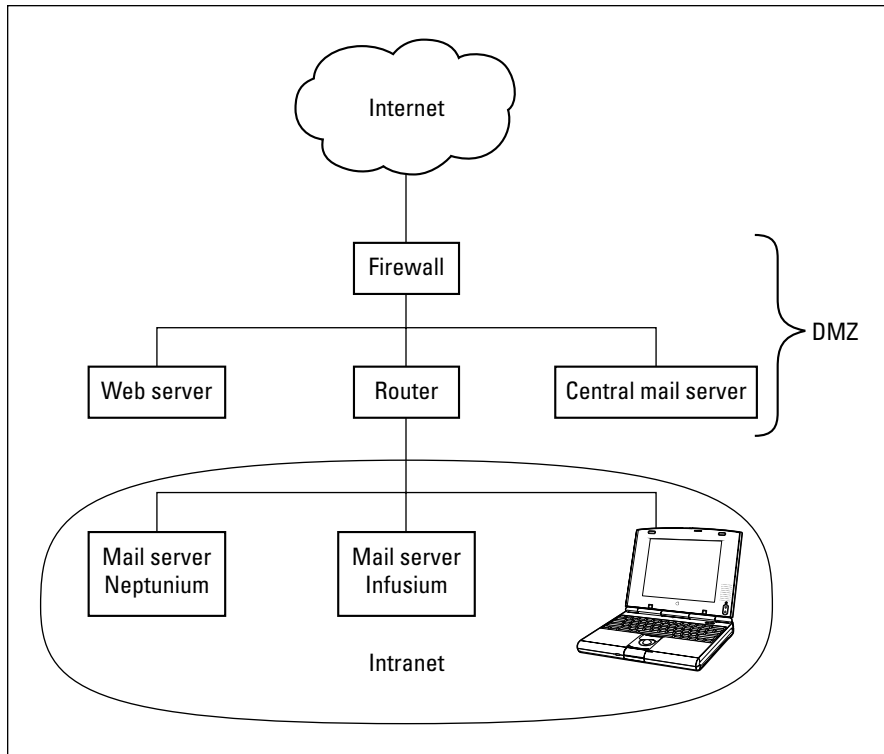 Internet
Firewall
DMZ
Web server
Router
Central mail server
Mail server
Neptunium
Mail server
Infusium
Intranet